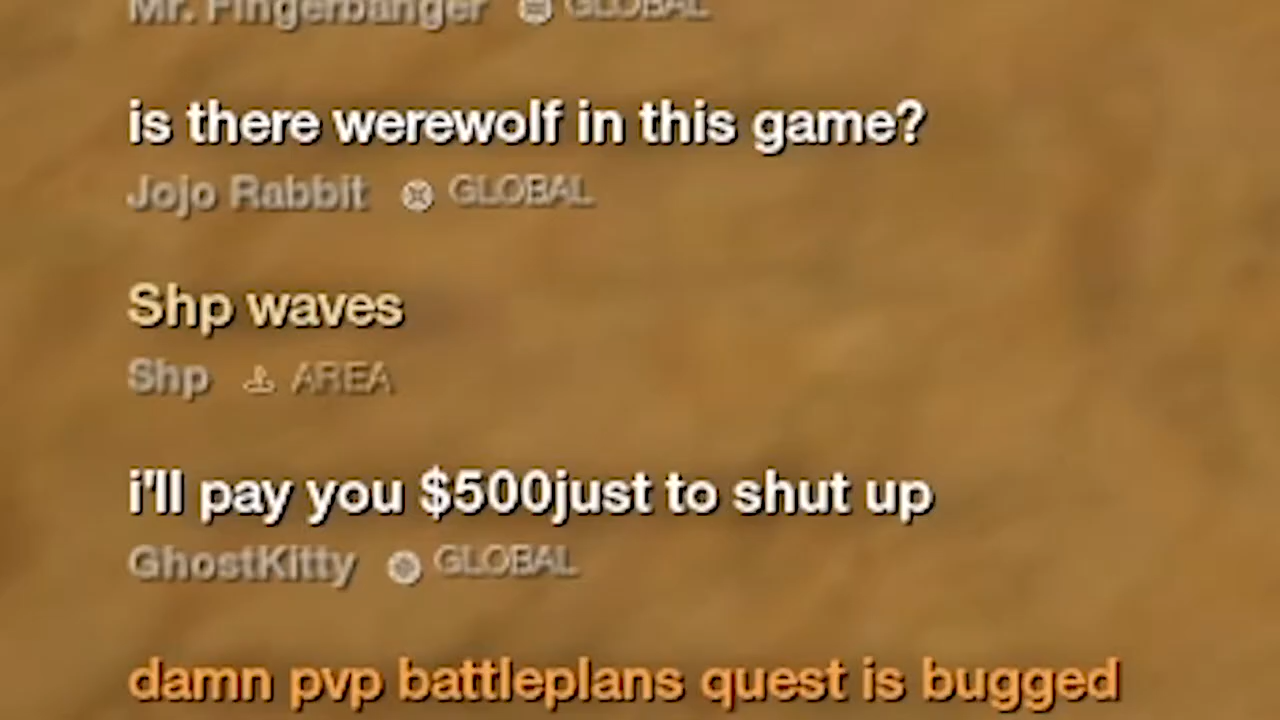 Mr. Fingerbanger GLOBAL
is there werewolf in this game?
Jojo Rabbit GLOBAL
Shp waves
Shp AREA
i'll pay you $500just to shut up
GhostKitty GLOBAL
damn pvp battleplans quest is bugged